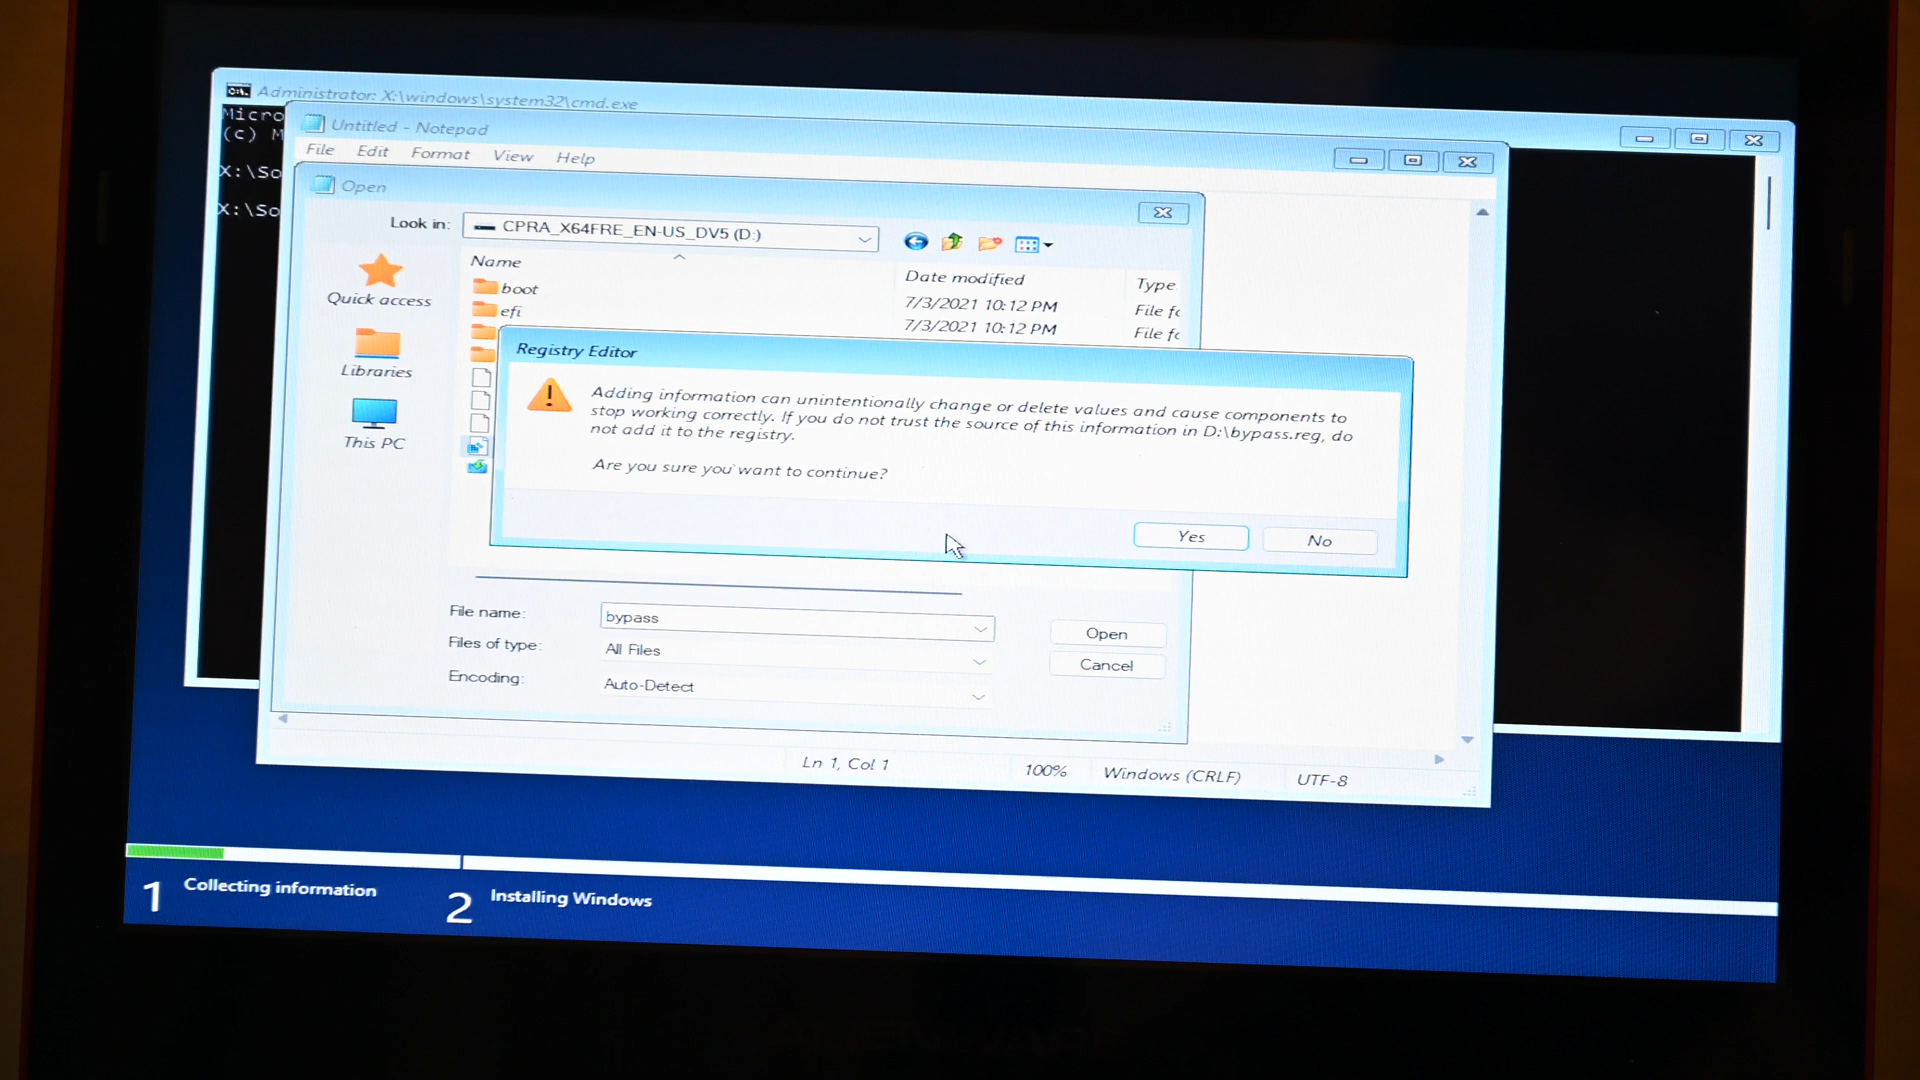 Administrator: X:\windows\system32\cmd.exe
Micro
(c) M
X:\So
X:\So
Untitled - Notepad
File Edit Format View Help
Open
Look in: CPRA_X64FRE_EN-US_DV5 (D:)
Quick access
Libraries
This PC
Name Date modified Type
boot 7/3/2021 10:12 PM File fc
efi 7/3/2021 10:12 PM File fc
Registry Editor
Adding information can unintentionally change or delete values and cause components to
stop working correctly. If you do not trust the source of this information in D:\bypass.reg, do
not add it to the registry.
Are you sure you want to continue?
Yes No
File name: bypass Open
Files of type: All Files Cancel
Encoding: Auto-Detect
Ln 1, Col 1 100% Windows (CRLF) UTF-8
1 Collecting information 2 Installing Windows